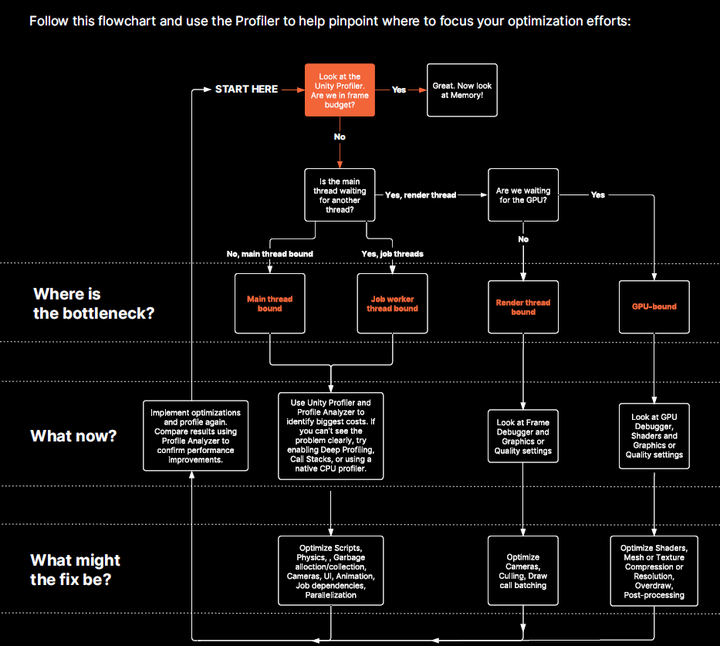 Follow this flowchart and use the Profiler to help pinpoint where to focus your optimization efforts:
START HERE
Look at the
Unity Profiler.
Are we in frame
budget?
Yes
Great. Now look
at Memory!
No
Is the main
thread waiting
for another
thread?
Yes, render thread
Are we waiting
for the GPU?
Yes
No
No, main thread bound
Yes, job threads
Where is
the bottleneck?
Main thread
bound
Job worker
thread bound
Render thread
bound
GPU-bound
What now?
Implement optimizations
and profile again.
Compare results using
Profile Analyzer to
confirm performance
improvements.
Use Unity Profiler and
Profile Analyzer to
identify biggest costs. If
you can't see the
problem clearly, try
enabling Deep Profiling,
Call Stacks, or using a
native CPU profiler.
Look at Frame
Debugger and
Graphics or
Quality settings
Look at GPU
Debugger,
Shaders and
Graphics or
Quality settings
What might
the fix be?
Optimize Scripts,
Physics, , Garbage
alloction/collection,
Cameras, UI, Animation,
Job dependencies,
Parallelization
Optimize
Cameras,
Culling, Draw
call batching
Optimize Shaders,
Mesh or Texture
Compression or
Resolution,
Overdraw,
Post-processing